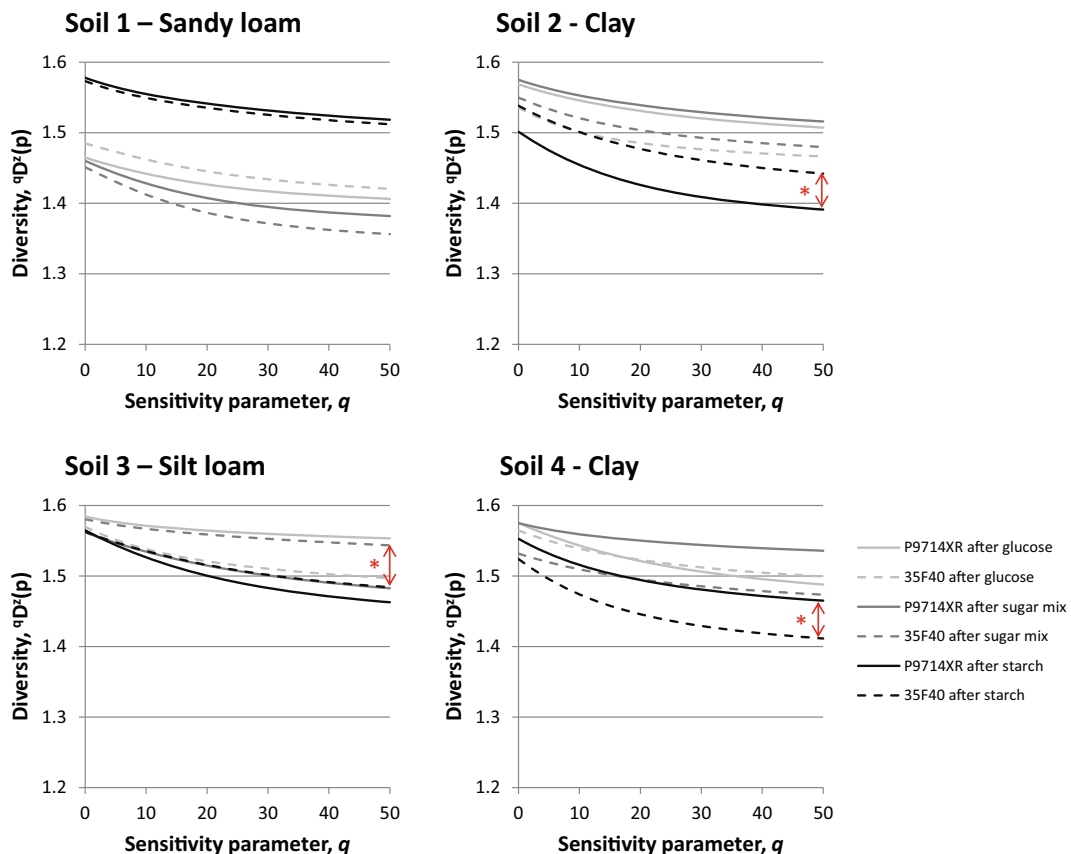 Soil 1 – Sandy loam
Diversity, ᑫDᶻ(p)
1.6
1.5
1.4
1.3
1.2
0 10 20 30 40 50
Sensitivity parameter, q
Soil 2 - Clay
Diversity, ᑫDᶻ(p)
1.6
1.5
1.4
1.3
1.2
*
0 10 20 30 40 50
Sensitivity parameter, q
Soil 3 – Silt loam
Diversity, ᑫDᶻ(p)
1.6
1.5
1.4
1.3
1.2
*
0 10 20 30 40 50
Sensitivity parameter, q
Soil 4 - Clay
Diversity, ᑫDᶻ(p)
1.6
1.5
1.4
1.3
1.2
*
0 10 20 30 40 50
Sensitivity parameter, q
P9714XR after glucose
35F40 after glucose
P9714XR after sugar mix
35F40 after sugar mix
P9714XR after starch
35F40 after starch